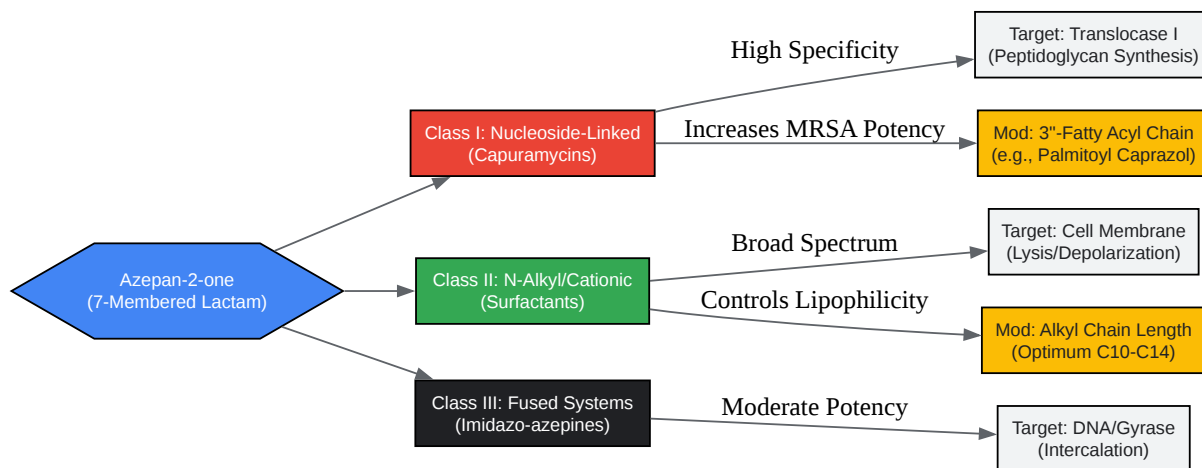 Azepan-2-one
(7-Membered Lactam)
Class I: Nucleoside-Linked
(Capuramycins)
High Specificity
Target: Translocase I
(Peptidoglycan Synthesis)
Increases MRSA Potency
Mod: 3"-Fatty Acyl Chain
(e.g., Palmitoyl Caprazol)
Class II: N-Alkyl/Cationic
(Surfactants)
Broad Spectrum
Target: Cell Membrane
(Lysis/Depolarization)
Controls Lipophilicity
Mod: Alkyl Chain Length
(Optimum C10-C14)
Class III: Fused Systems
(Imidazo-azepines)
Moderate Potency
Target: DNA/Gyrase
(Intercalation)